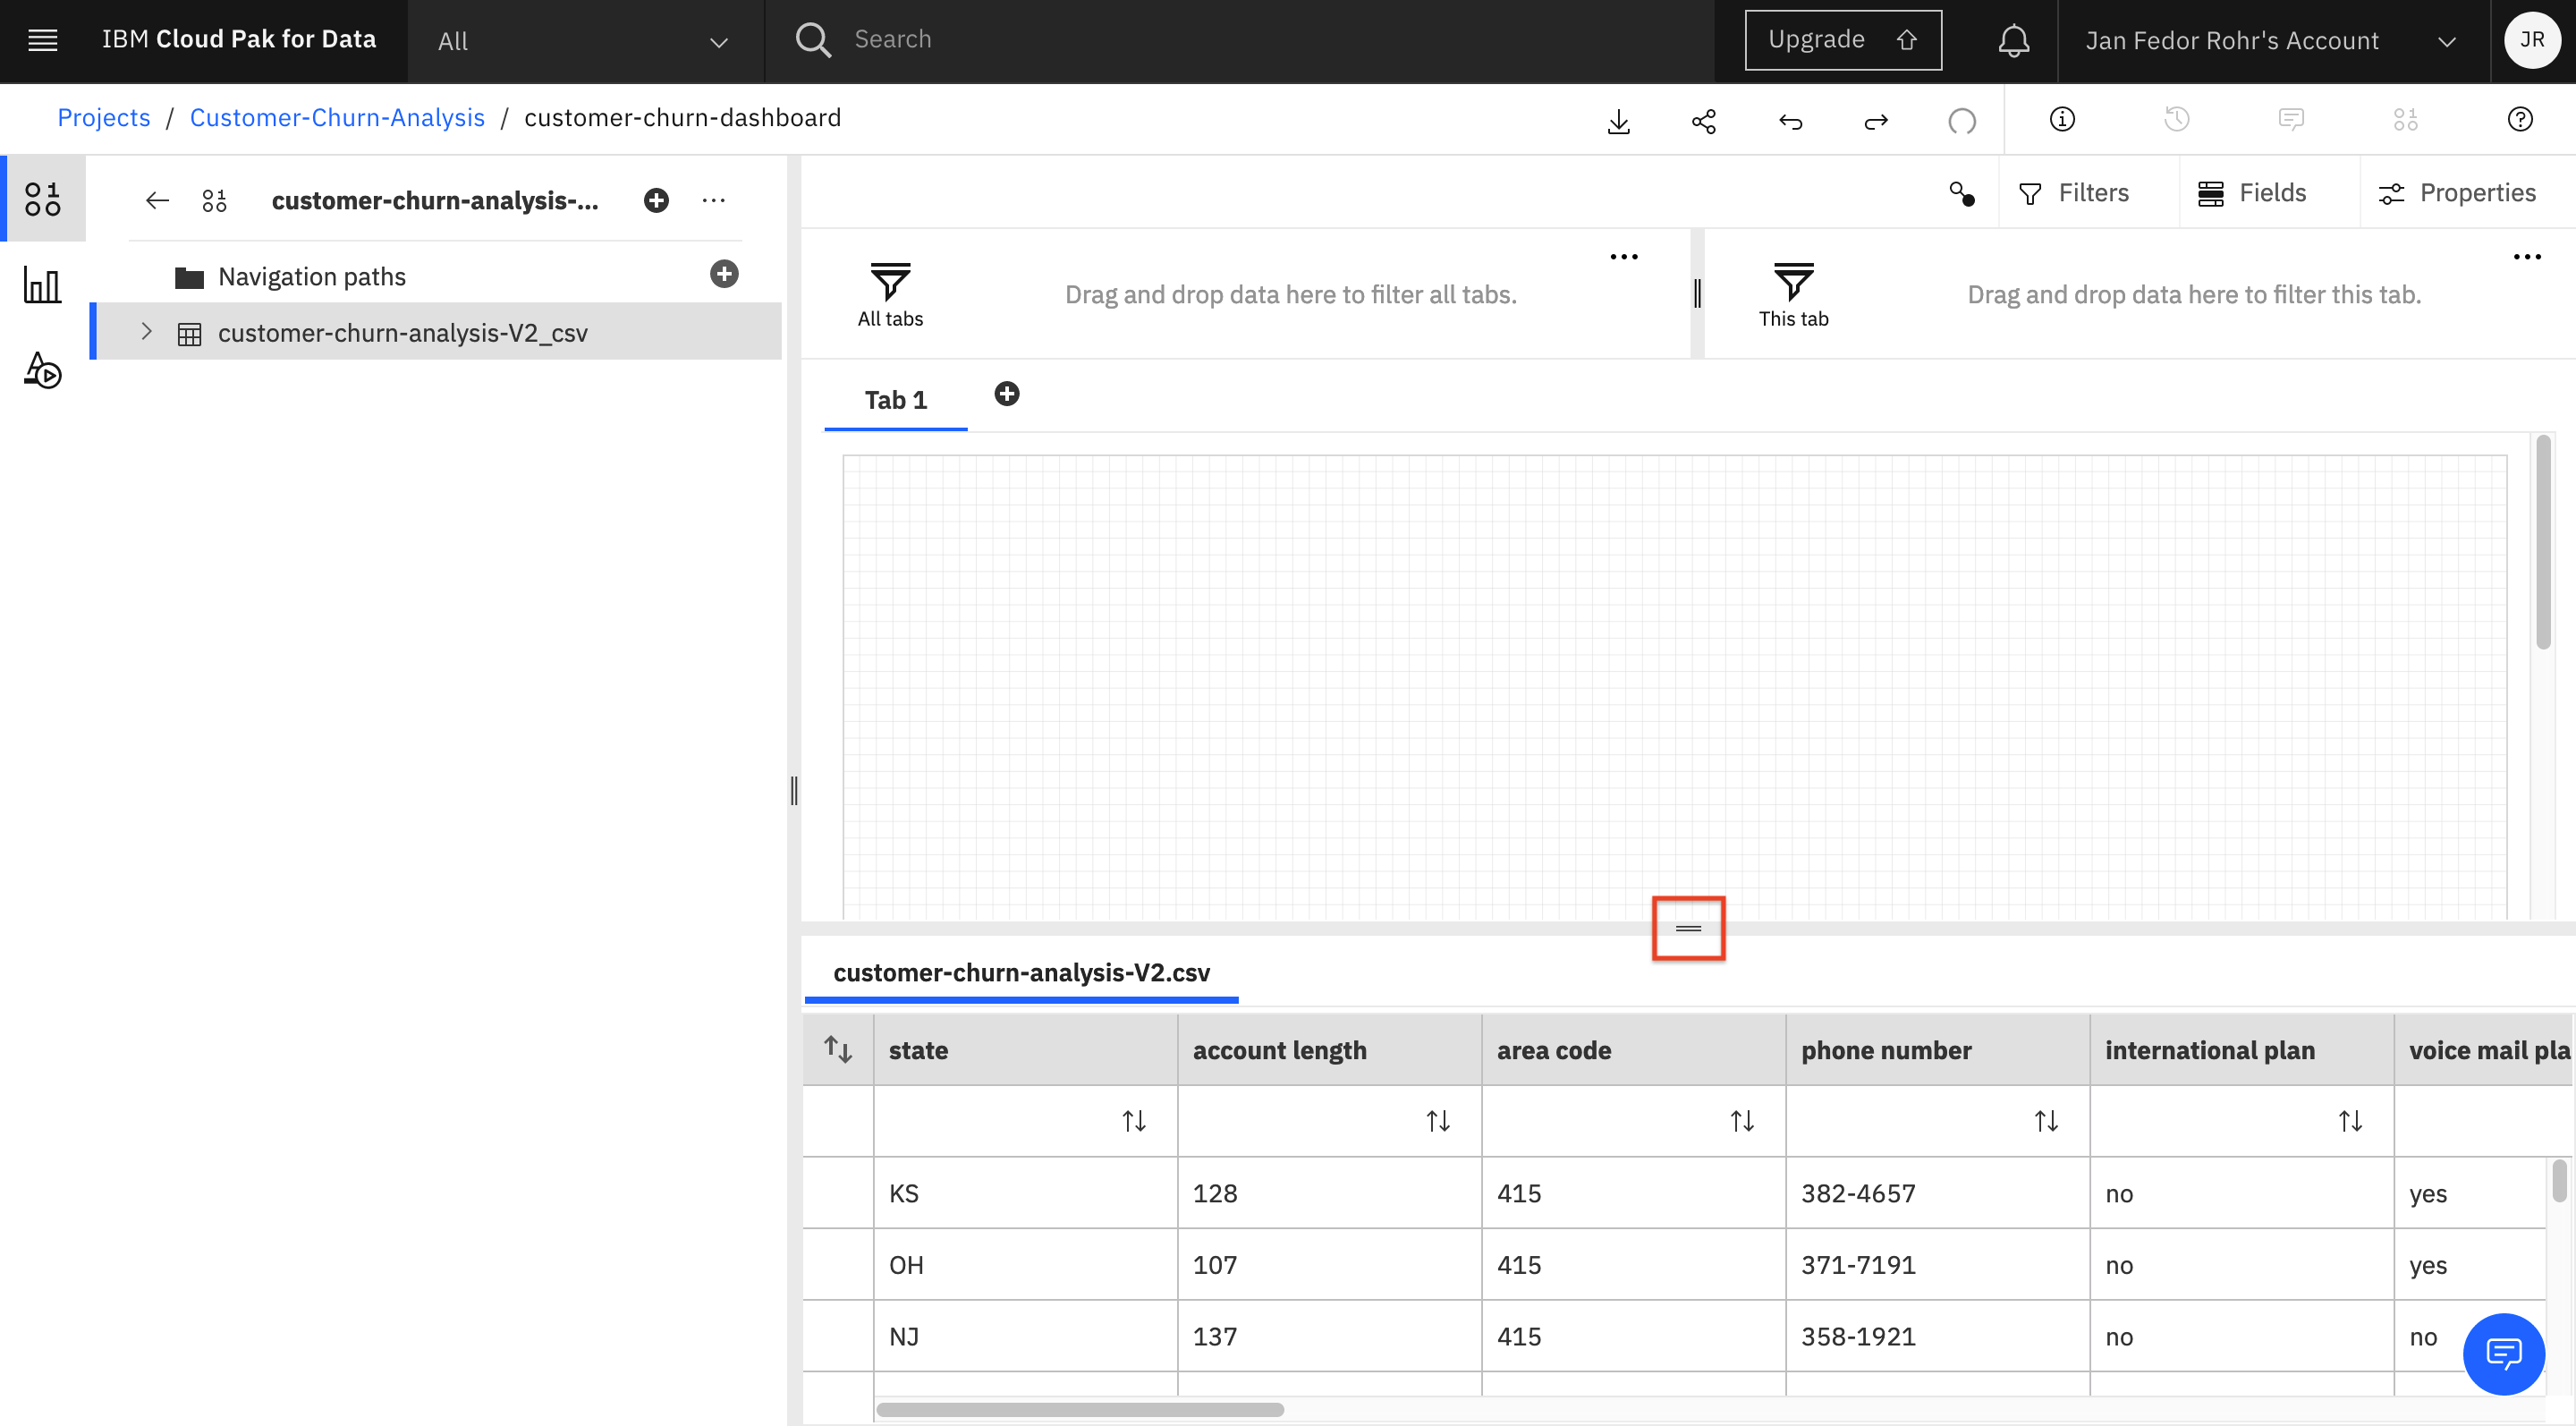 IBM Cloud Pak for Data
All
Search
Upgrade
Jan Fedor Rohr's Account
JR
Projects / Customer-Churn-Analysis / customer-churn-dashboard
customer-churn-analysis-...
Filters
Fields
Properties
Navigation paths
customer-churn-analysis-V2_csv
All tabs
Drag and drop data here to filter all tabs.
This tab
Drag and drop data here to filter this tab.
Tab 1
customer-churn-analysis-V2.csv
state account length area code phone number international plan voice mail pla
KS 128 415 382-4657 no yes
OH 107 415 371-7191 no yes
NJ 137 415 358-1921 no no